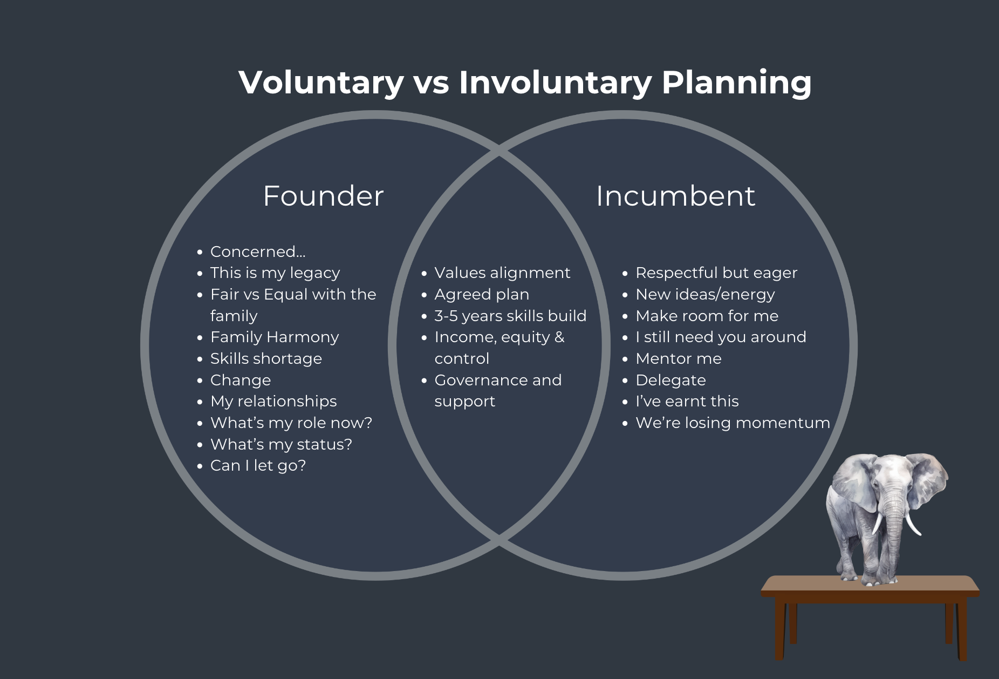 Voluntary vs Involuntary Planning
Founder
• Concerned...
• This is my legacy
• Fair vs Equal with the
family
• Family Harmony
• Skills shortage
• Change
• My relationships
• What’s my role now?
• What’s my status?
• Can I let go?
• Values alignment
• Agreed plan
• 3-5 years skills build
• Income, equity &
control
• Governance and
support
Incumbent
• Respectful but eager
• New ideas/energy
• Make room for me
• I still need you around
• Mentor me
• Delegate
• I’ve earnt this
• We’re losing momentum